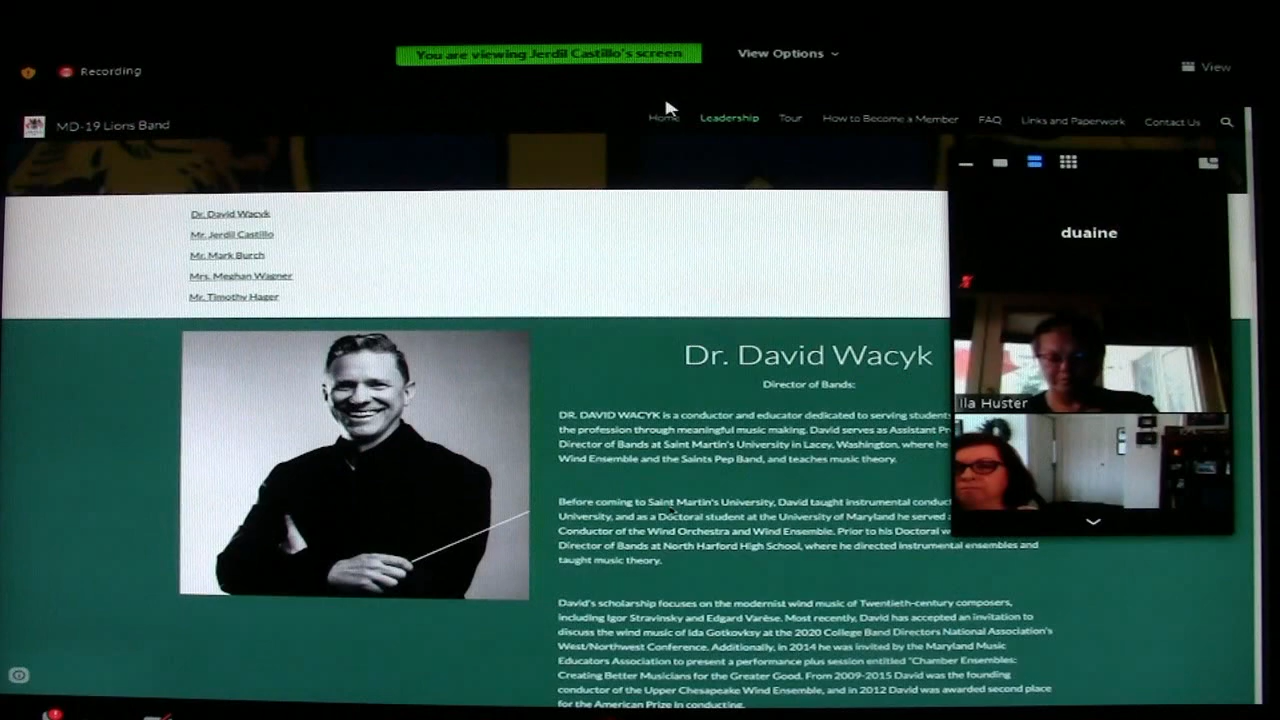 You are viewing Jerdil Castillo's screen
View Options
Recording
View
MD-19 Lions Band
Home
Leadership
Tour
How to Become a Member
FAQ
Links and Paperwork
Contact Us
Dr. David Wacyk
Mr. Jerdil Castillo
Mr. Mark Burch
Mrs. Meghan Wagner
Mr. Timothy Hager
duaine
Ila Huster
Dr. David Wacyk
Director of Bands:
DR. DAVID WACYK is a conductor and educator dedicated to serving students
the profession through meaningful music making. David serves as Assistant
Director of Bands at Saint Martin's University in Lacey, Washington, where he
Wind Ensemble and the Saints Pep Band, and teaches music theory.
Before coming to Saint Martin's University, David taught instrumental
University, and as a Doctoral student at the University of Maryland he served
Conductor of the Wind Orchestra and Wind Ensemble. Prior to his Doctoral
Director of Bands at North Harford High School, where he directed instrumental ensembles and
taught music theory.
David's scholarship focuses on the modernist wind music of Twentieth-century composers,
including Igor Stravinsky and Edgard Varèse. Most recently, David has accepted an invitation to
discuss the wind music of Ida Gotkovksy at the 2020 College Band Directors National Association's
West/Northwest Conference. Additionally, in 2014 he was invited by the Maryland Music
Educators Association to present a performance plus session entitled "Chamber Ensembles:
Creating Better Musicians for the Greater Good. From 2009-2015 David was the founding
conductor of the Upper Chesapeake Wind Ensemble, and in 2012 David was awarded second place
for the American Prize in conducting.